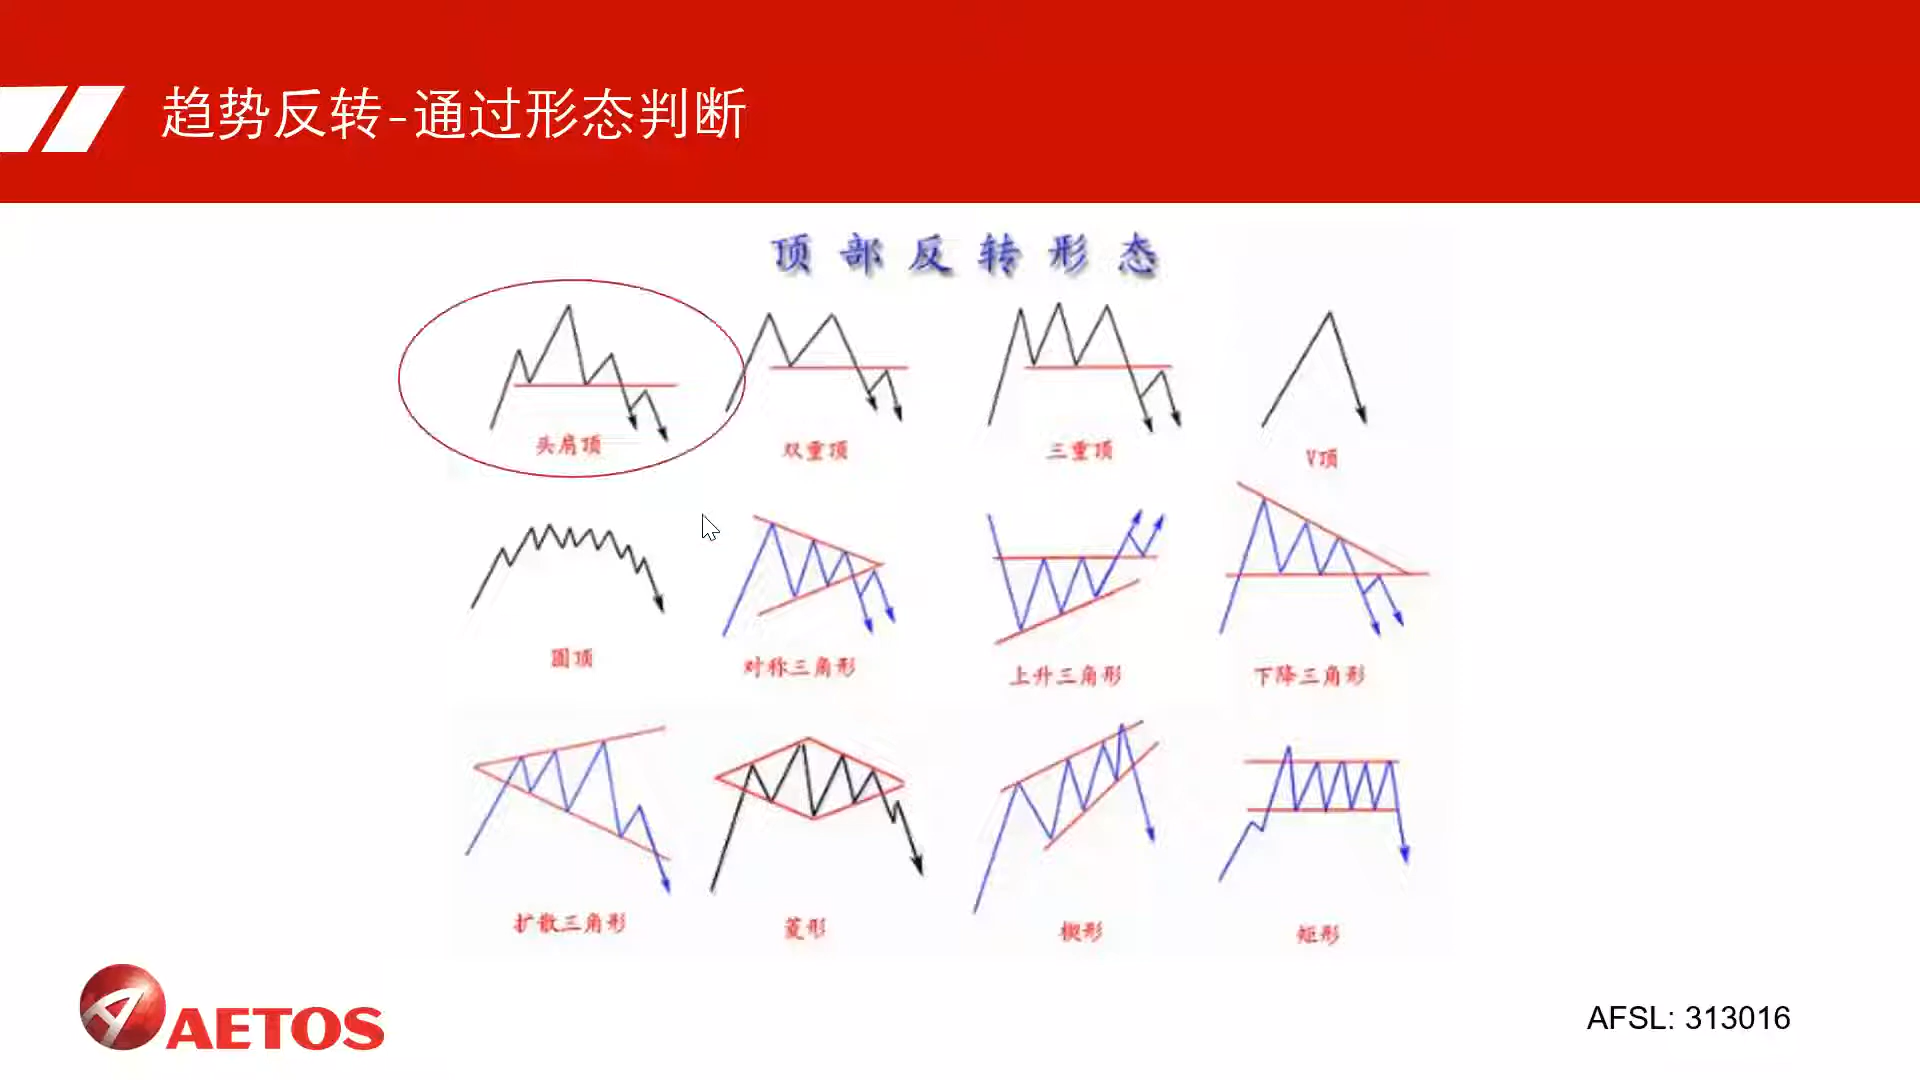 趋势反转-通过形态判断
顶部反转形态
头肩顶
双重顶
三重顶
V顶
圆顶
对称三角形
上升三角形
下降三角形
扩散三角形
菱形
楔形
矩形
AETOS
AFSL: 313016